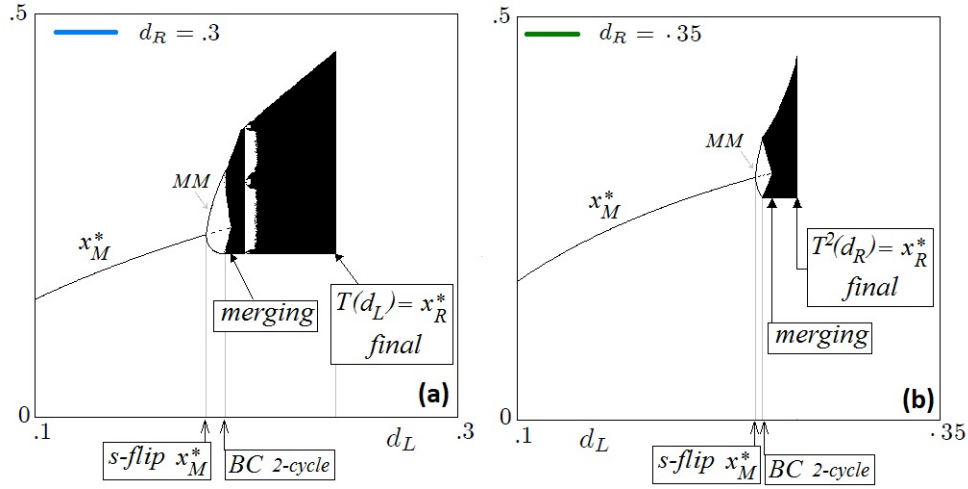 .5
d_R = .3
MM
x*_M
merging
T(d_L)= x*_R
final
(a)
0
.1
d_L
.3
s-flip x*_M
BC 2-cycle
.5
d_R = .35
MM
x*_M
T²(d_R)= x*_R
final
merging
(b)
0
.1
d_L
.35
s-flip x*_M
BC 2-cycle